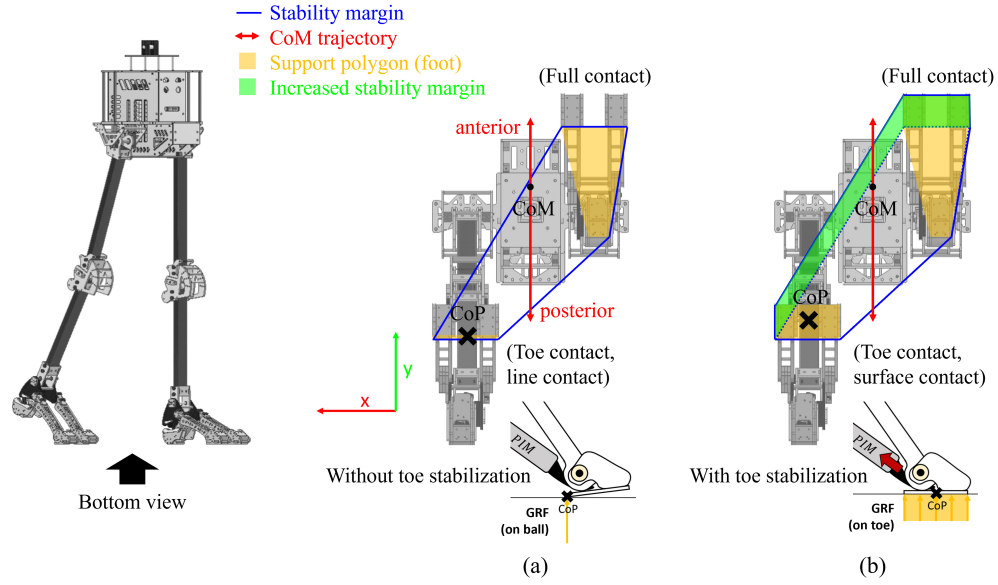 Stability margin
CoM trajectory
Support polygon (foot)
Increased stability margin
(Full contact)
anterior
CoM
CoP
posterior
(Toe contact,
line contact)
y
x
PIM
Without toe stabilization
CoP
GRF
(on ball)
(a)
(Full contact)
CoM
CoP
(Toe contact,
surface contact)
PIM
With toe stabilization
CoP
GRF
(on toe)
(b)
Bottom view